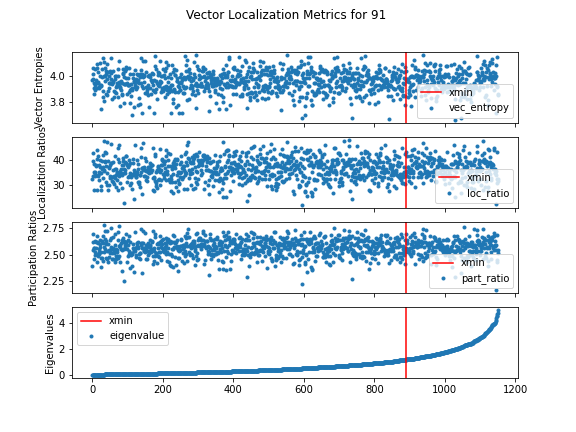 Vector Localization Metrics for 91
Vector Entropies
4.0
3.8
xmin
vec_entropy
Localization Ratios
40
30
xmin
loc_ratio
Participation Ratios
2.75
2.50
2.25
xmin
part_ratio
Eigenvalues
4
2
0
xmin
eigenvalue
0 200 400 600 800 1000 1200